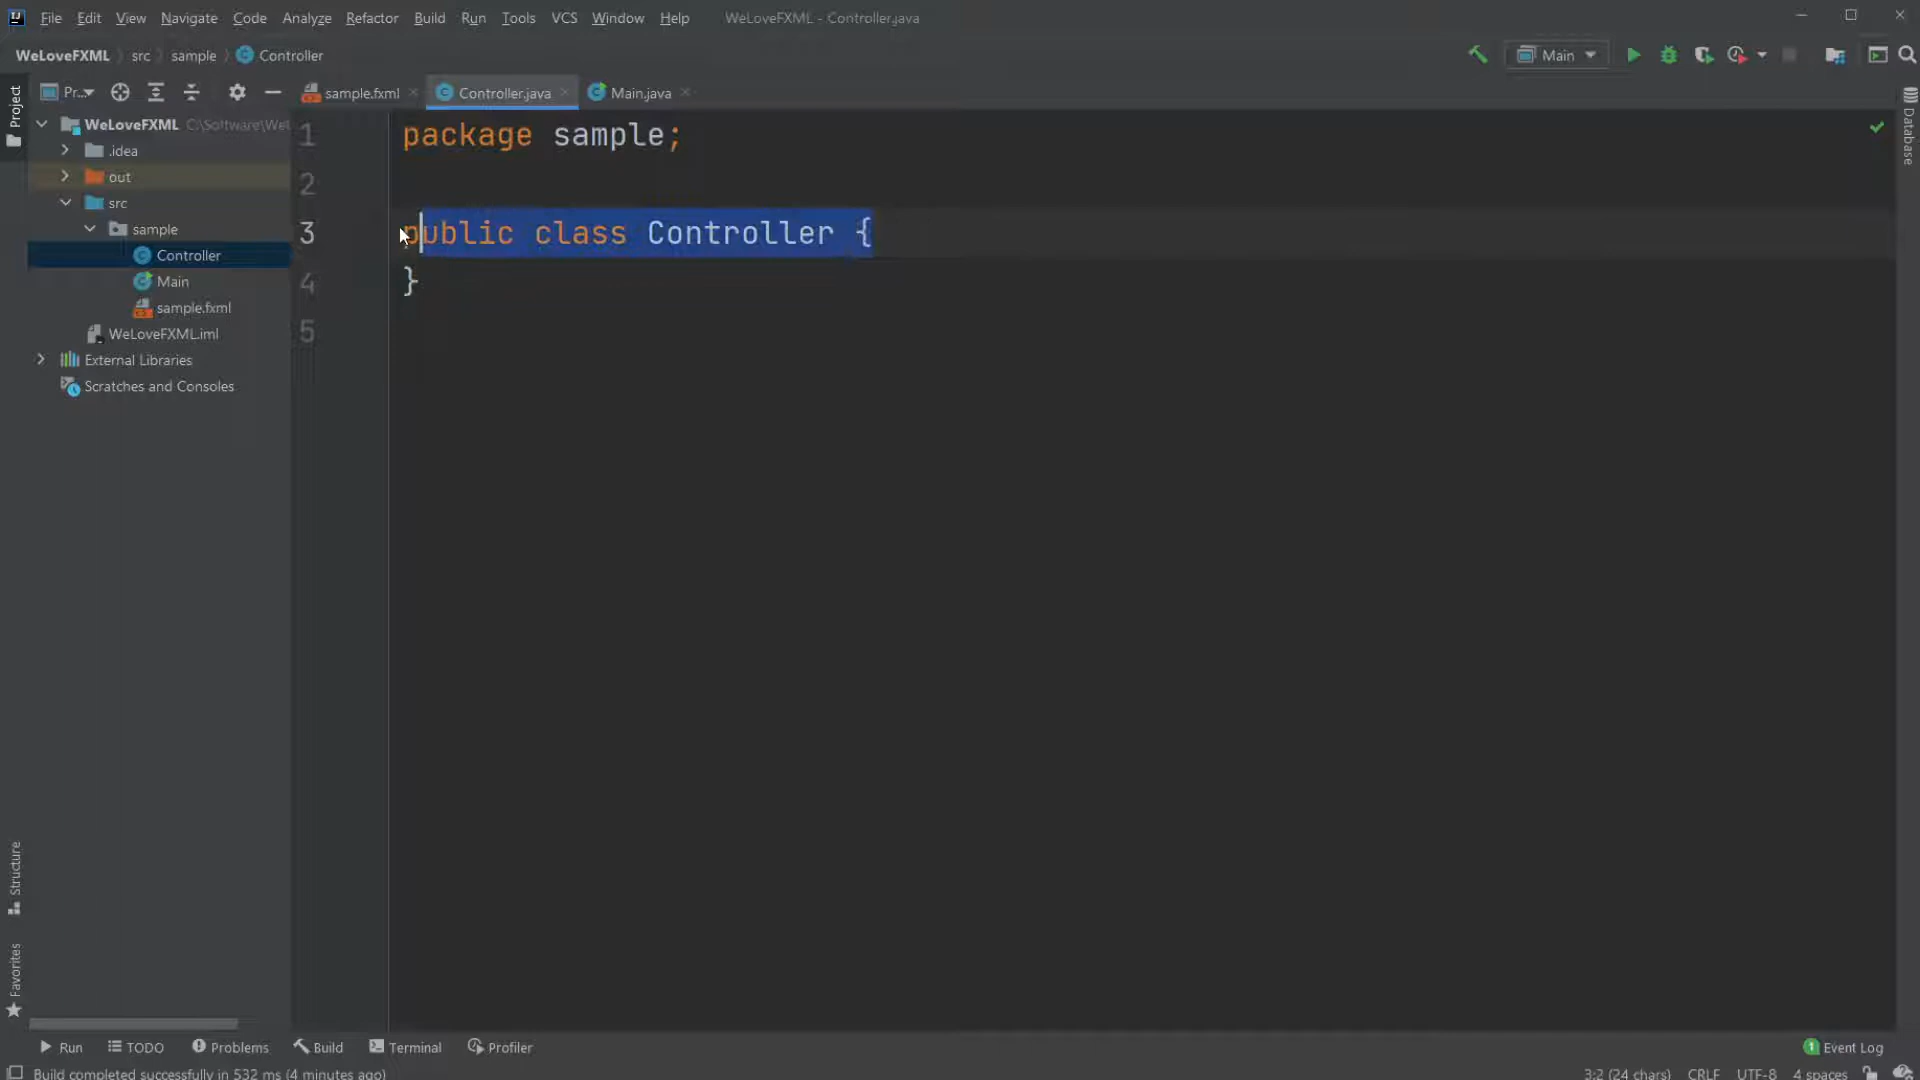 File Edit View Navigate Code Analyze Refactor Build Run Tools VCS Window Help WeLoveFXML - Controller.java
WeLoveFXML src sample Controller Main
Pr... sample.fxml Controller.java Main.java
Project
WeLoveFXML C:\Software\We
.idea
out
src
sample
Controller
Main
sample.fxml
WeLoveFXML.iml
External Libraries
Scratches and Consoles
1 package sample;
2
3 public class Controller {
4 }
5
Database
Structure
Favorites
Run TODO Problems Build Terminal Profiler 1 Event Log
Build completed successfully in 532 ms (4 minutes ago) 3:2 (24 chars) CRLF UTF-8 4 spaces